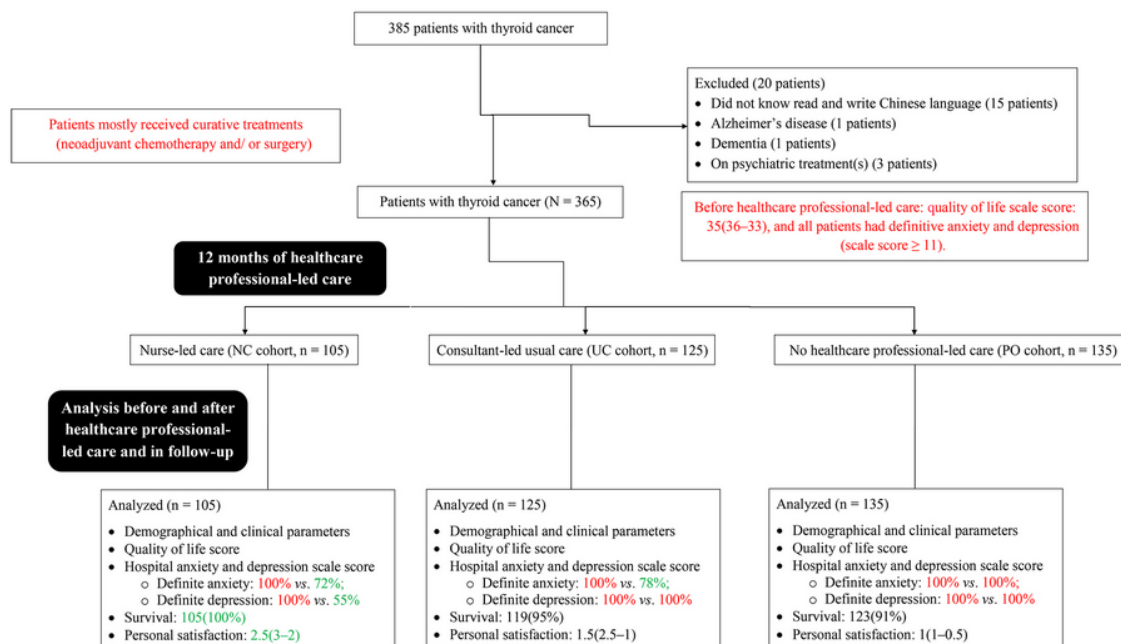 385 patients with thyroid cancer
Excluded (20 patients)
• Did not know read and write Chinese language (15 patients)
• Alzheimer's disease (1 patients)
• Dementia (1 patients)
• On psychiatric treatment(s) (3 patients)
Patients mostly received curative treatments
(neoadjuvant chemotherapy and/ or surgery)
Patients with thyroid cancer (N = 365)
Before healthcare professional-led care: quality of life scale score:
35(36–33), and all patients had definitive anxiety and depression
(scale score ≥ 11).
12 months of healthcare
professional-led care
Nurse-led care (NC cohort, n = 105)
Consultant-led usual care (UC cohort, n = 125)
No healthcare professional-led care (PO cohort, n = 135)
Analysis before and after
healthcare professional-
led care and in follow-up
Analyzed (n = 105)
• Demographical and clinical parameters
• Quality of life score
• Hospital anxiety and depression scale score
o Definite anxiety: 100% vs. 72%;
o Definite depression: 100% vs. 55%
• Survival: 105(100%)
• Personal satisfaction: 2.5(3–2)
Analyzed (n = 125)
• Demographical and clinical parameters
• Quality of life score
• Hospital anxiety and depression scale score
o Definite anxiety: 100% vs. 78%;
o Definite depression: 100% vs. 100%
• Survival: 119(95%)
• Personal satisfaction: 1.5(2.5–1)
Analyzed (n = 135)
• Demographical and clinical parameters
• Quality of life score
• Hospital anxiety and depression scale score
o Definite anxiety: 100% vs. 100%;
o Definite depression: 100% vs. 100%
• Survival: 123(91%)
• Personal satisfaction: 1(1–0.5)